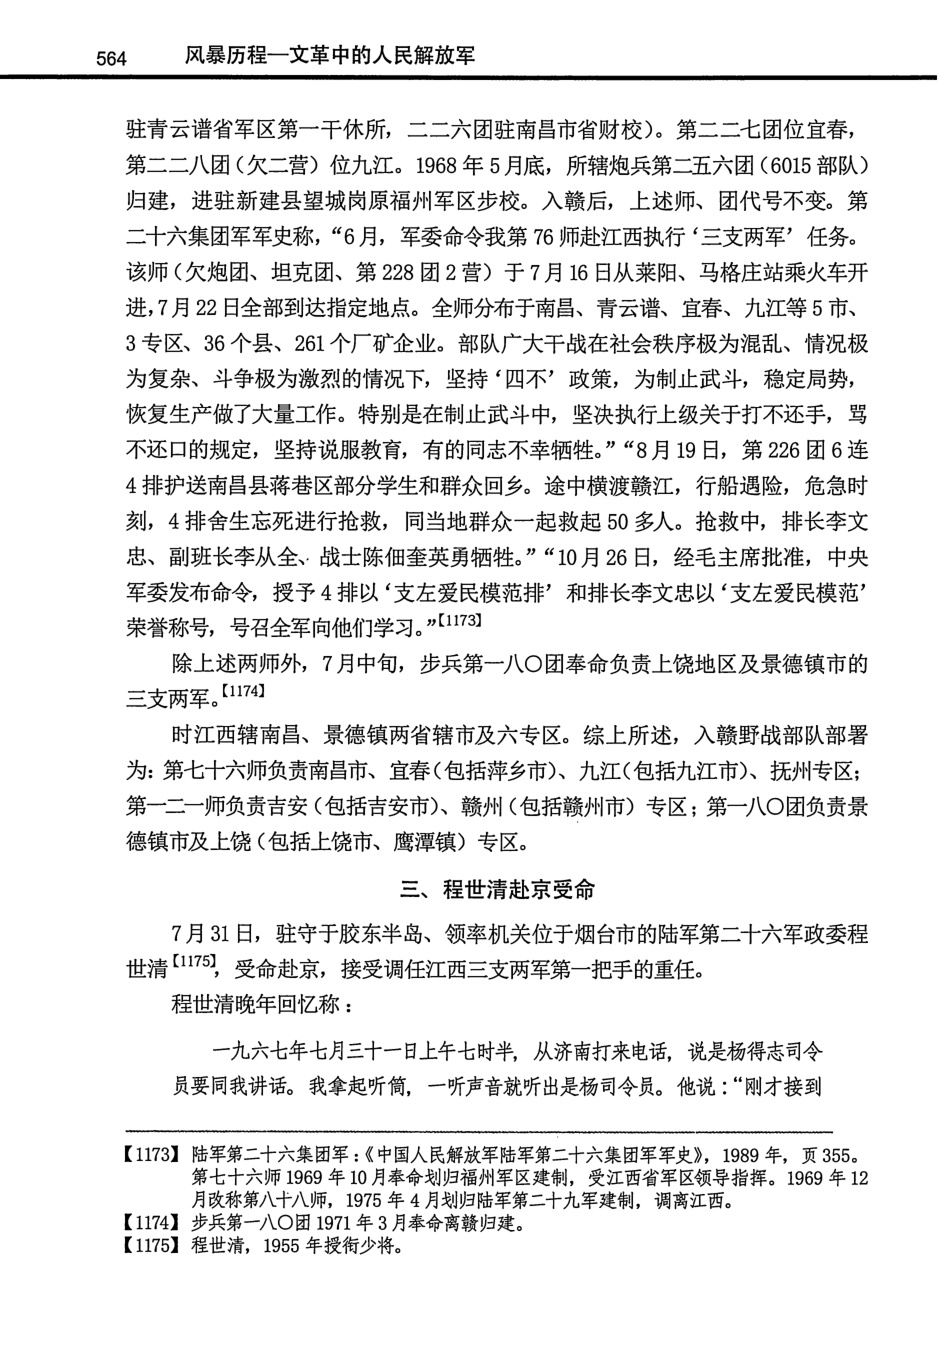 564 风暴历程—文革中的人民解放军
驻青云谱省军区第一干休所，二二六团驻南昌市省财校）。第二二七团位宜春，
第二二八团（欠二营）位九江。1968 年 5 月底，所辖炮兵第二五六团（6015 部队）
归建，进驻新建县望城岗原福州军区步校。入赣后，上述师、团代号不变。第
二十六集团军军史称，“6 月，军委命令我第 76 师赴江西执行‘三支两军’任务。
该师（欠炮团、坦克团、第 228 团 2 营）于 7 月 16 日从莱阳、马格庄站乘火车开
进，7 月 22 日全部到达指定地点。全师分布于南昌、青云谱、宜春、九江等 5 市、
3 专区、36 个县、261 个厂矿企业。部队广大干战在社会秩序极为混乱、情况极
为复杂、斗争极为激烈的情况下，坚持‘四不’政策，为制止武斗，稳定局势，
恢复生产做了大量工作。特别是在制止武斗中，坚决执行上级关于打不还手，骂
不还口的规定，坚持说服教育，有的同志不幸牺牲。”“8 月 19 日，第 226 团 6 连
4 排护送南昌县蒋巷区部分学生和群众回乡。途中横渡赣江，行船遇险，危急时
刻，4 排舍生忘死进行抢救，同当地群众一起救起 50 多人。抢救中，排长李文
忠、副班长李从全、战士陈佃奎英勇牺牲。”“10 月 26 日，经毛主席批准，中央
军委发布命令，授予 4 排以‘支左爱民模范排’和排长李文忠以‘支左爱民模范’
荣誉称号，号召全军向他们学习。”【1173】
除上述两师外，7 月中旬，步兵第一八〇团奉命负责上饶地区及景德镇市的
三支两军。【1174】
时江西辖南昌、景德镇两省辖市及六专区。综上所述，入赣野战部队部署
为：第七十六师负责南昌市、宜春（包括萍乡市）、九江（包括九江市）、抚州专区；
第一二一师负责吉安（包括吉安市）、赣州（包括赣州市）专区；第一八〇团负责景
德镇市及上饶（包括上饶市、鹰潭镇）专区。
三、程世清赴京受命
7 月 31 日，驻守于胶东半岛、领率机关位于烟台市的陆军第二十六军政委程
世清【1175】，受命赴京，接受调任江西三支两军第一把手的重任。
程世清晚年回忆称：
一九六七年七月三十一日上午七时半，从济南打来电话，说是杨得志司令
员要同我讲话。我拿起听筒，一听声音就听出是杨司令员。他说：“刚才接到
【1173】陆军第二十六集团军：《中国人民解放军陆军第二十六集团军军史》，1989 年，页 355。
第七十六师 1969 年 10 月奉命划归福州军区建制，受江西省军区领导指挥。1969 年 12
月改称第八十八师，1975 年 4 月划归陆军第二十九军建制，调离江西。
【1174】步兵第一八〇团 1971 年 3 月奉命离赣归建。
【1175】程世清，1955 年授衔少将。